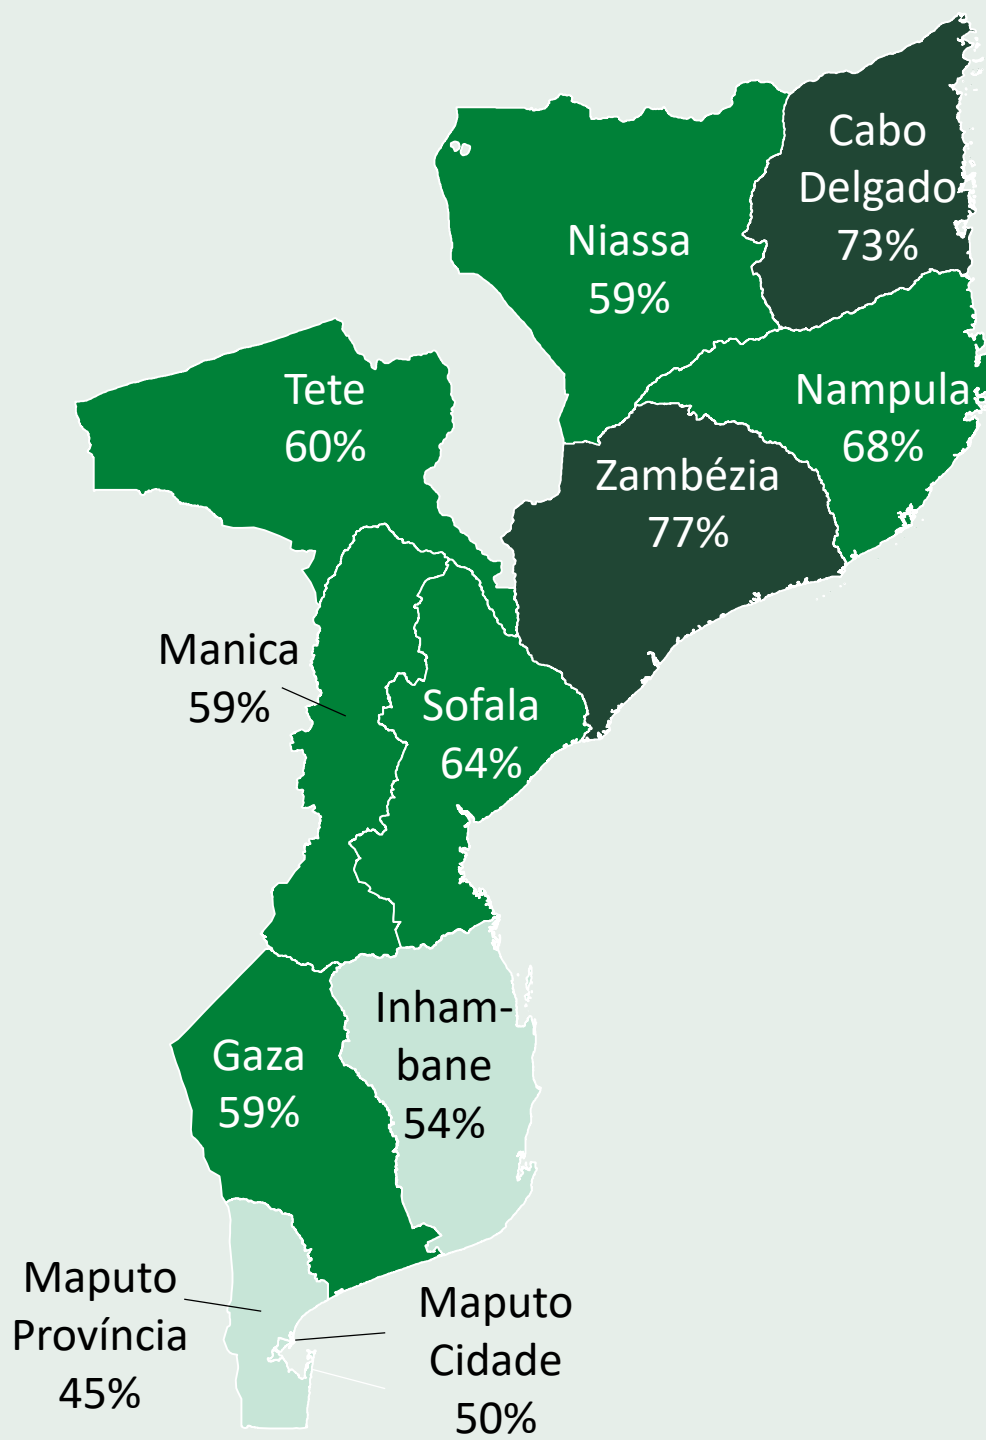 Cabo
Delgado
73%
Niassa
59%
Tete
60%
Nampula
68%
Zambézia
77%
Manica
59%
Sofala
64%
Inham-
bane
54%
Gaza
59%
Maputo
Província
45%
Maputo
Cidade
50%